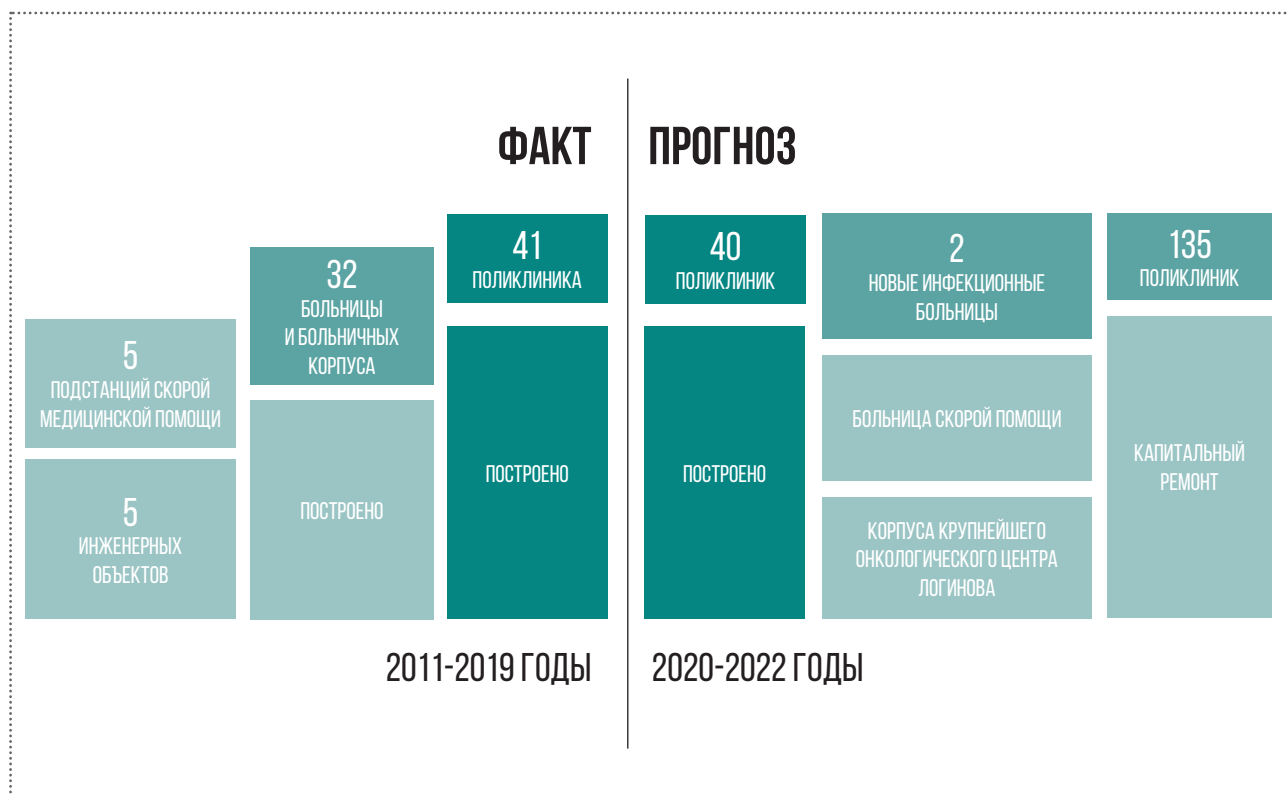 ФАКТ
ПРОГНОЗ
5
ПОДСТАНЦИЙ СКОРОЙ
МЕДИЦИНСКОЙ ПОМОЩИ
5
ИНЖЕНЕРНЫХ
ОБЪЕКТОВ
32
БОЛЬНИЦЫ
И БОЛЬНИЧНЫХ
КОРПУСА
ПОСТРОЕНО
41
ПОЛИКЛИНИКА
ПОСТРОЕНО
40
ПОЛИКЛИНИК
ПОСТРОЕНО
2
НОВЫЕ ИНФЕКЦИОННЫЕ
БОЛЬНИЦЫ
БОЛЬНИЦА СКОРОЙ ПОМОЩИ
КОРПУСА КРУПНЕЙШЕГО
ОНКОЛОГИЧЕСКОГО ЦЕНТРА
ЛОГИНОВА
135
ПОЛИКЛИНИК
КАПИТАЛЬНЫЙ
РЕМОНТ
2011-2019 ГОДЫ
2020-2022 ГОДЫ